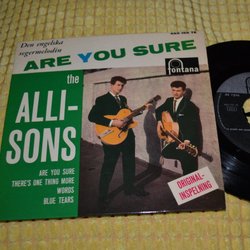 Den engelska
segermelodin
ARE YOU SURE
fontana
the
ALLI-
SONS
ARE YOU SURE
THERE'S ONE THING MORE
WORDS
BLUE TEARS
ORIGINAL-
INSPELNING